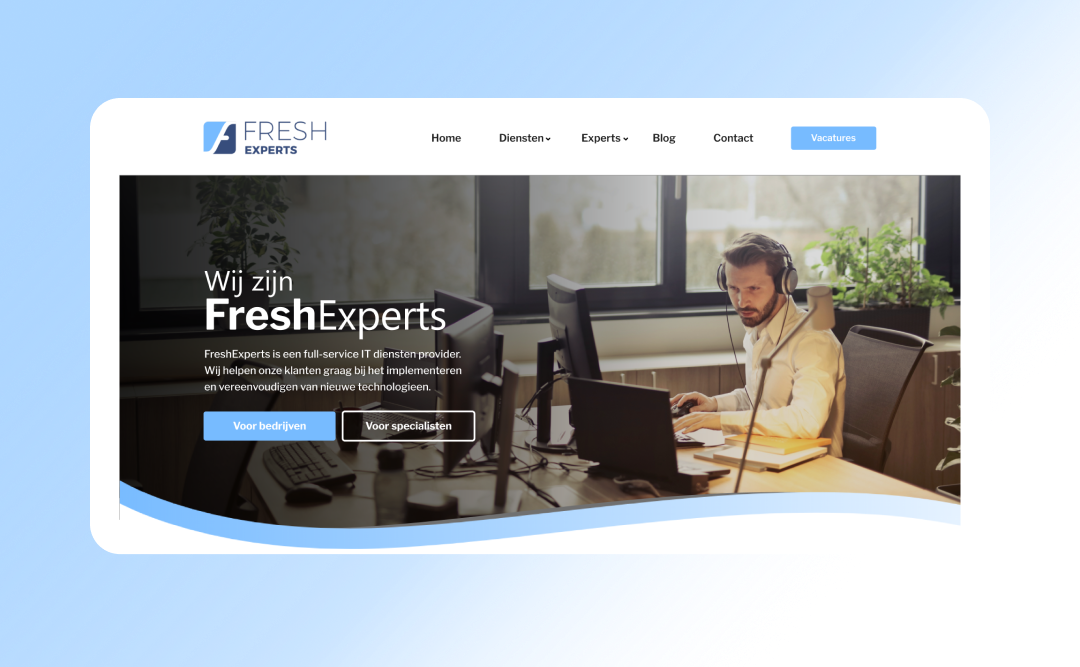 FRESH
EXPERTS
Home Diensten Experts Blog Contact Vacatures
Wij zijn
FreshExperts
FreshExperts is een full-service IT diensten provider.
Wij helpen onze klanten graag bij het implementeren
en vereenvoudigen van nieuwe technologieen.
Voor bedrijven Voor specialisten